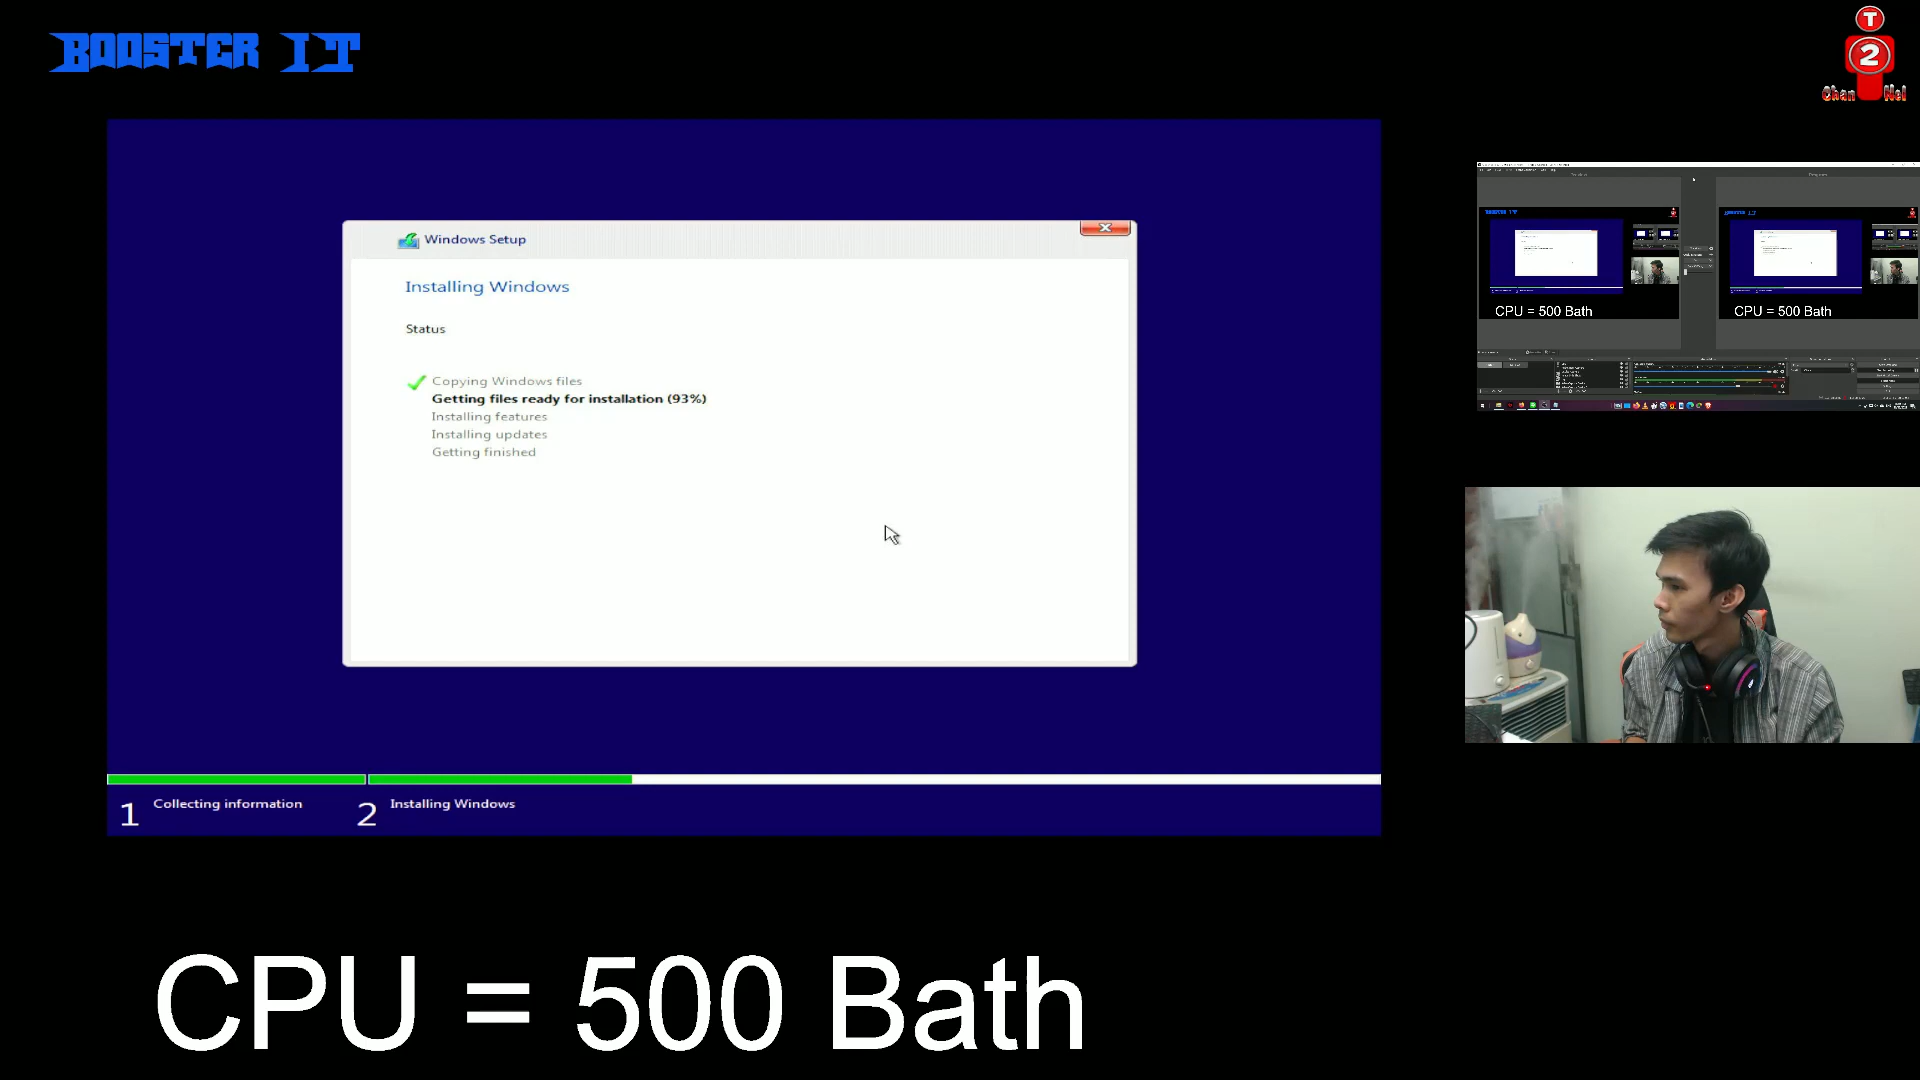 BOOSTER IT
T
2
Chan Nel
Windows Setup
Installing Windows
Status
Copying Windows files
Getting files ready for installation (93%)
Installing features
Installing updates
Getting finished
1 Collecting information
2 Installing Windows
CPU = 500 Bath
CPU = 500 Bath
CPU = 500 Bath